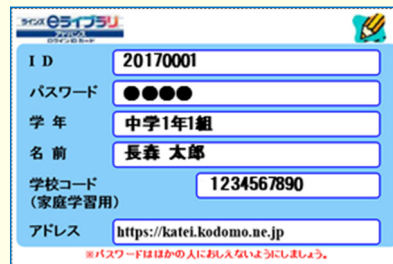 ラインズ eライブラリ
アドバンス
ログインIDカード
ID 20170001
パスワード ●●●●
学年 中学1年1組
名前 長森 太郎
学校コード 1234567890
(家庭学習用)
アドレス https://katei.kodomo.ne.jp
※パスワードはほかの人におしえないようにしましょう。